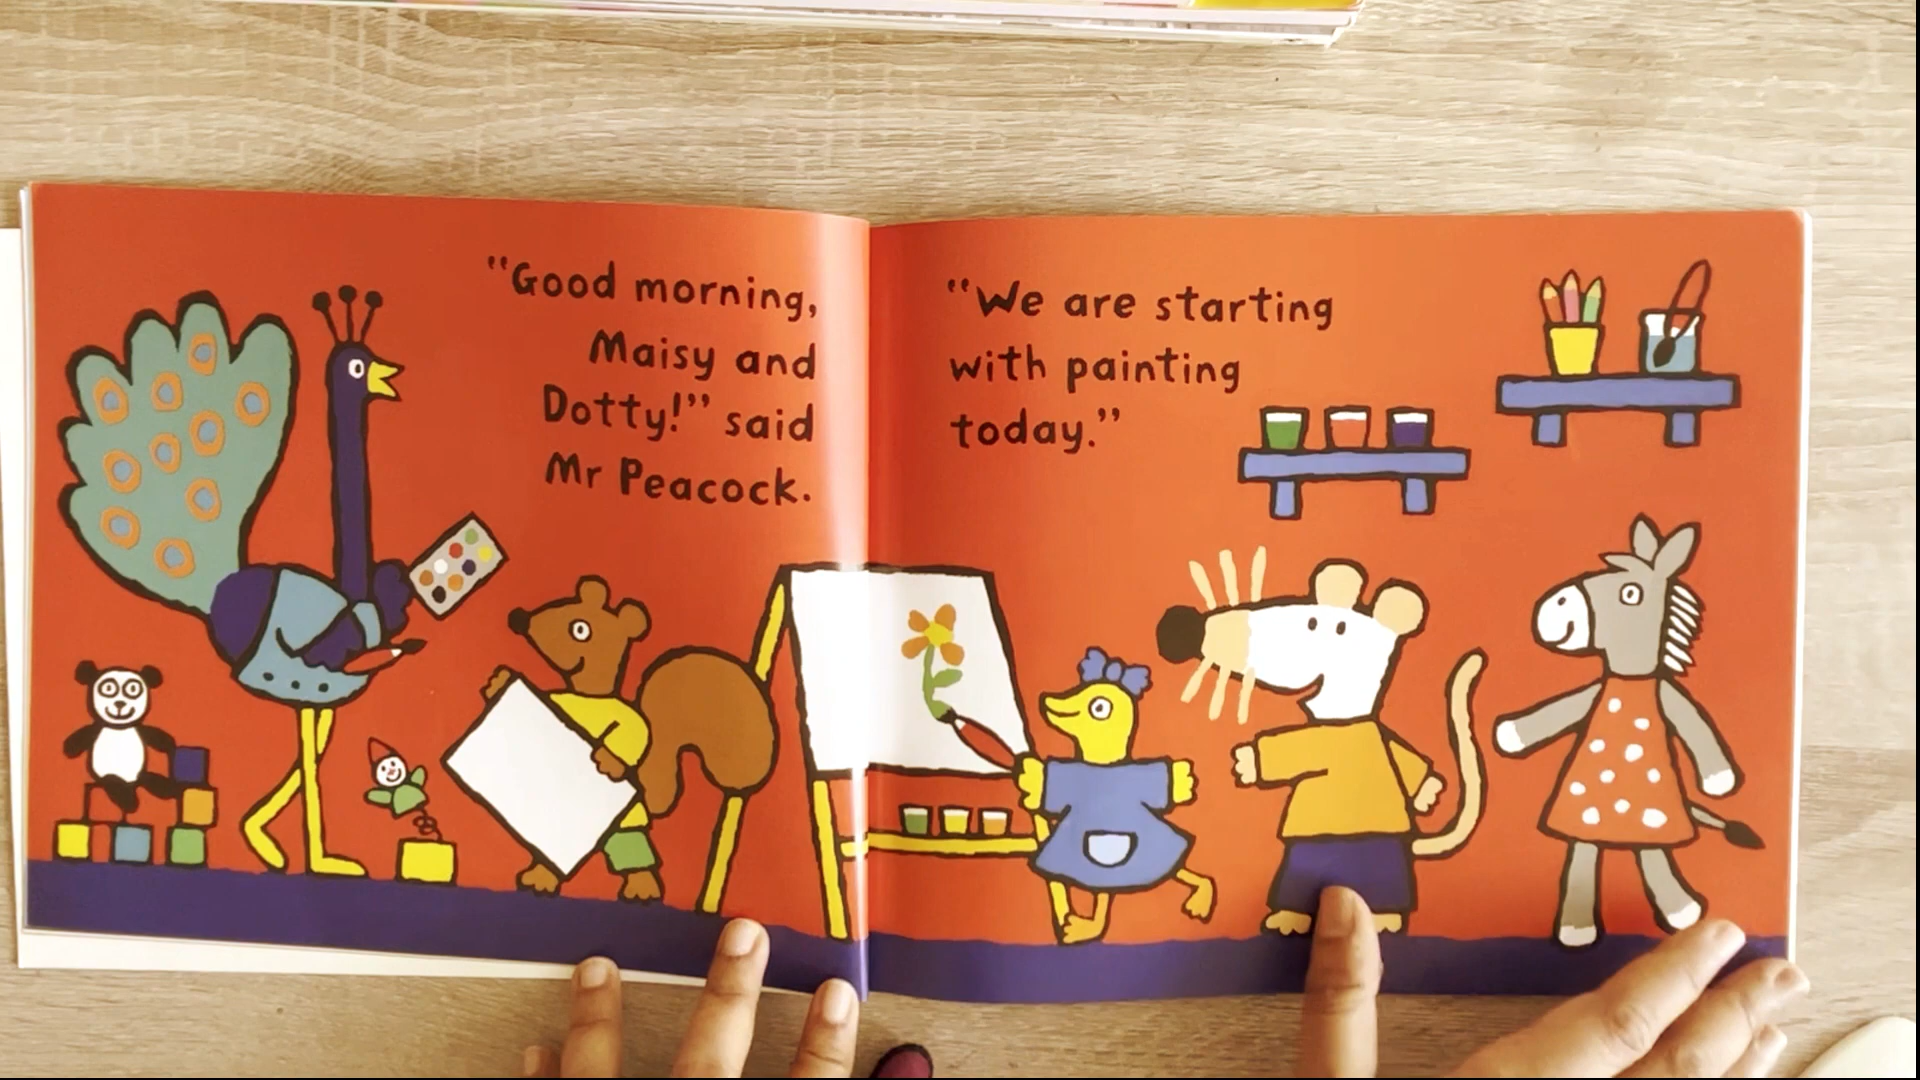 “Good morning,
Maisy and
Dotty!” said
Mr Peacock.
“We are starting
with painting
today.”